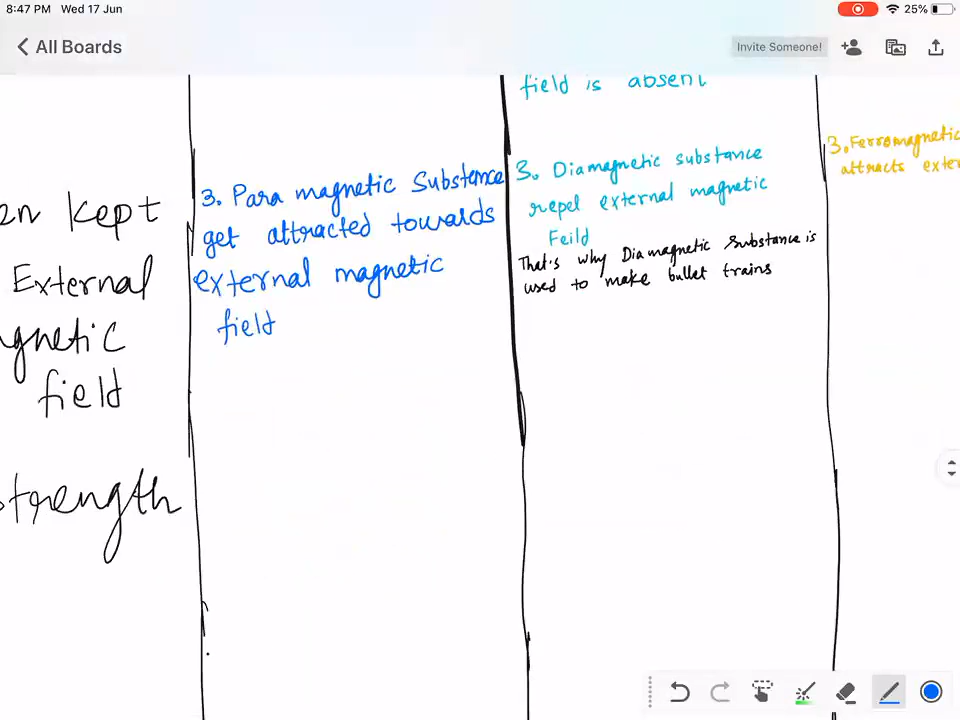 8:47 PM Wed 17 Jun
25%
All Boards
Invite Someone!
field is absent
kept
External
field
strength
3. Para magnetic Substence
get attracted towards
external magnetic
field
3. Diamagnetic substance
repel external magnetic
Feild
That's why Diamagnetic Substance is
used to make bullet trains
3. Ferromagnetic
attracts exter